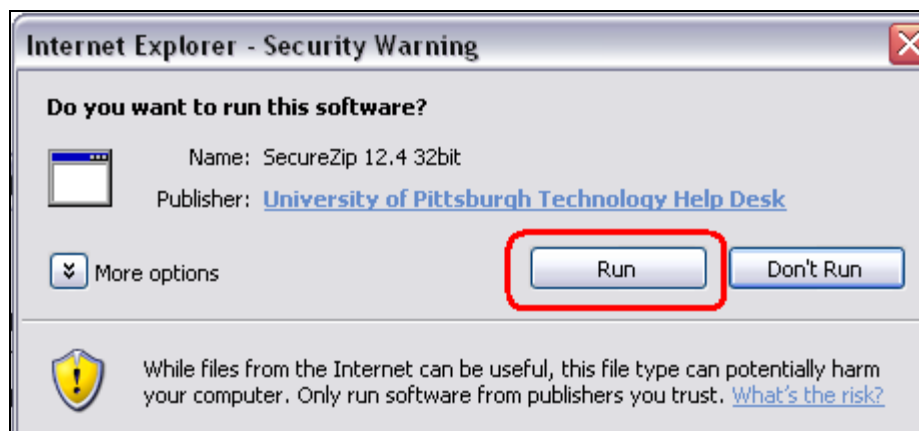 Internet Explorer - Security Warning
Do you want to run this software?
Name: SecureZip 12.4 32bit
Publisher: University of Pittsburgh Technology Help Desk
More options
Run
Don't Run
While files from the Internet can be useful, this file type can potentially harm
your computer. Only run software from publishers you trust. What's the risk?